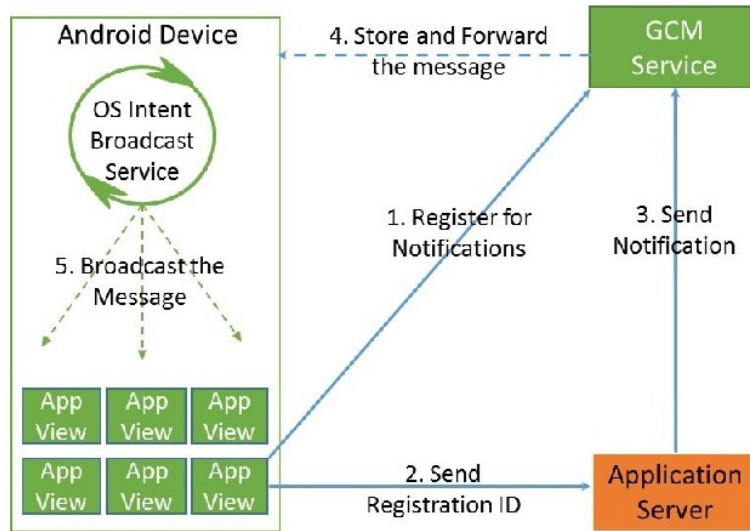 Android Device
OS Intent
Broadcast
Service
5. Broadcast the
Message
App
View
App
View
App
View
App
View
App
View
App
View
4. Store and Forward
the message
GCM
Service
1. Register for
Notifications
3. Send
Notification
2. Send
Registration ID
Application
Server